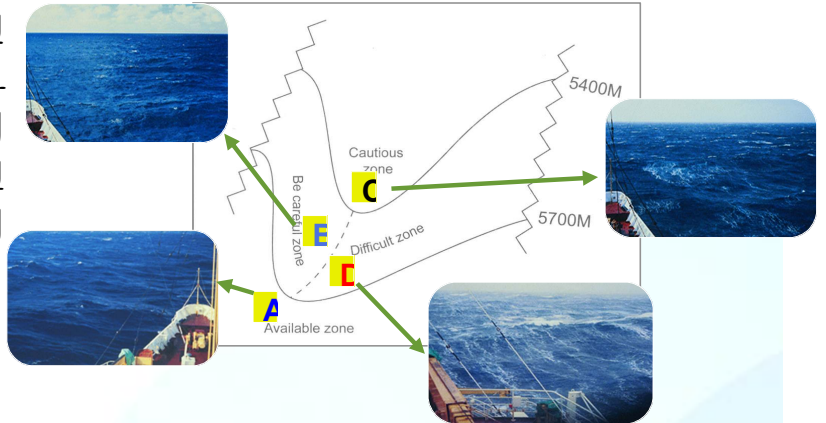 5400M
Cautious
zone
C
Be careful zone
B
5700M
Difficult zone
D
A
Available zone